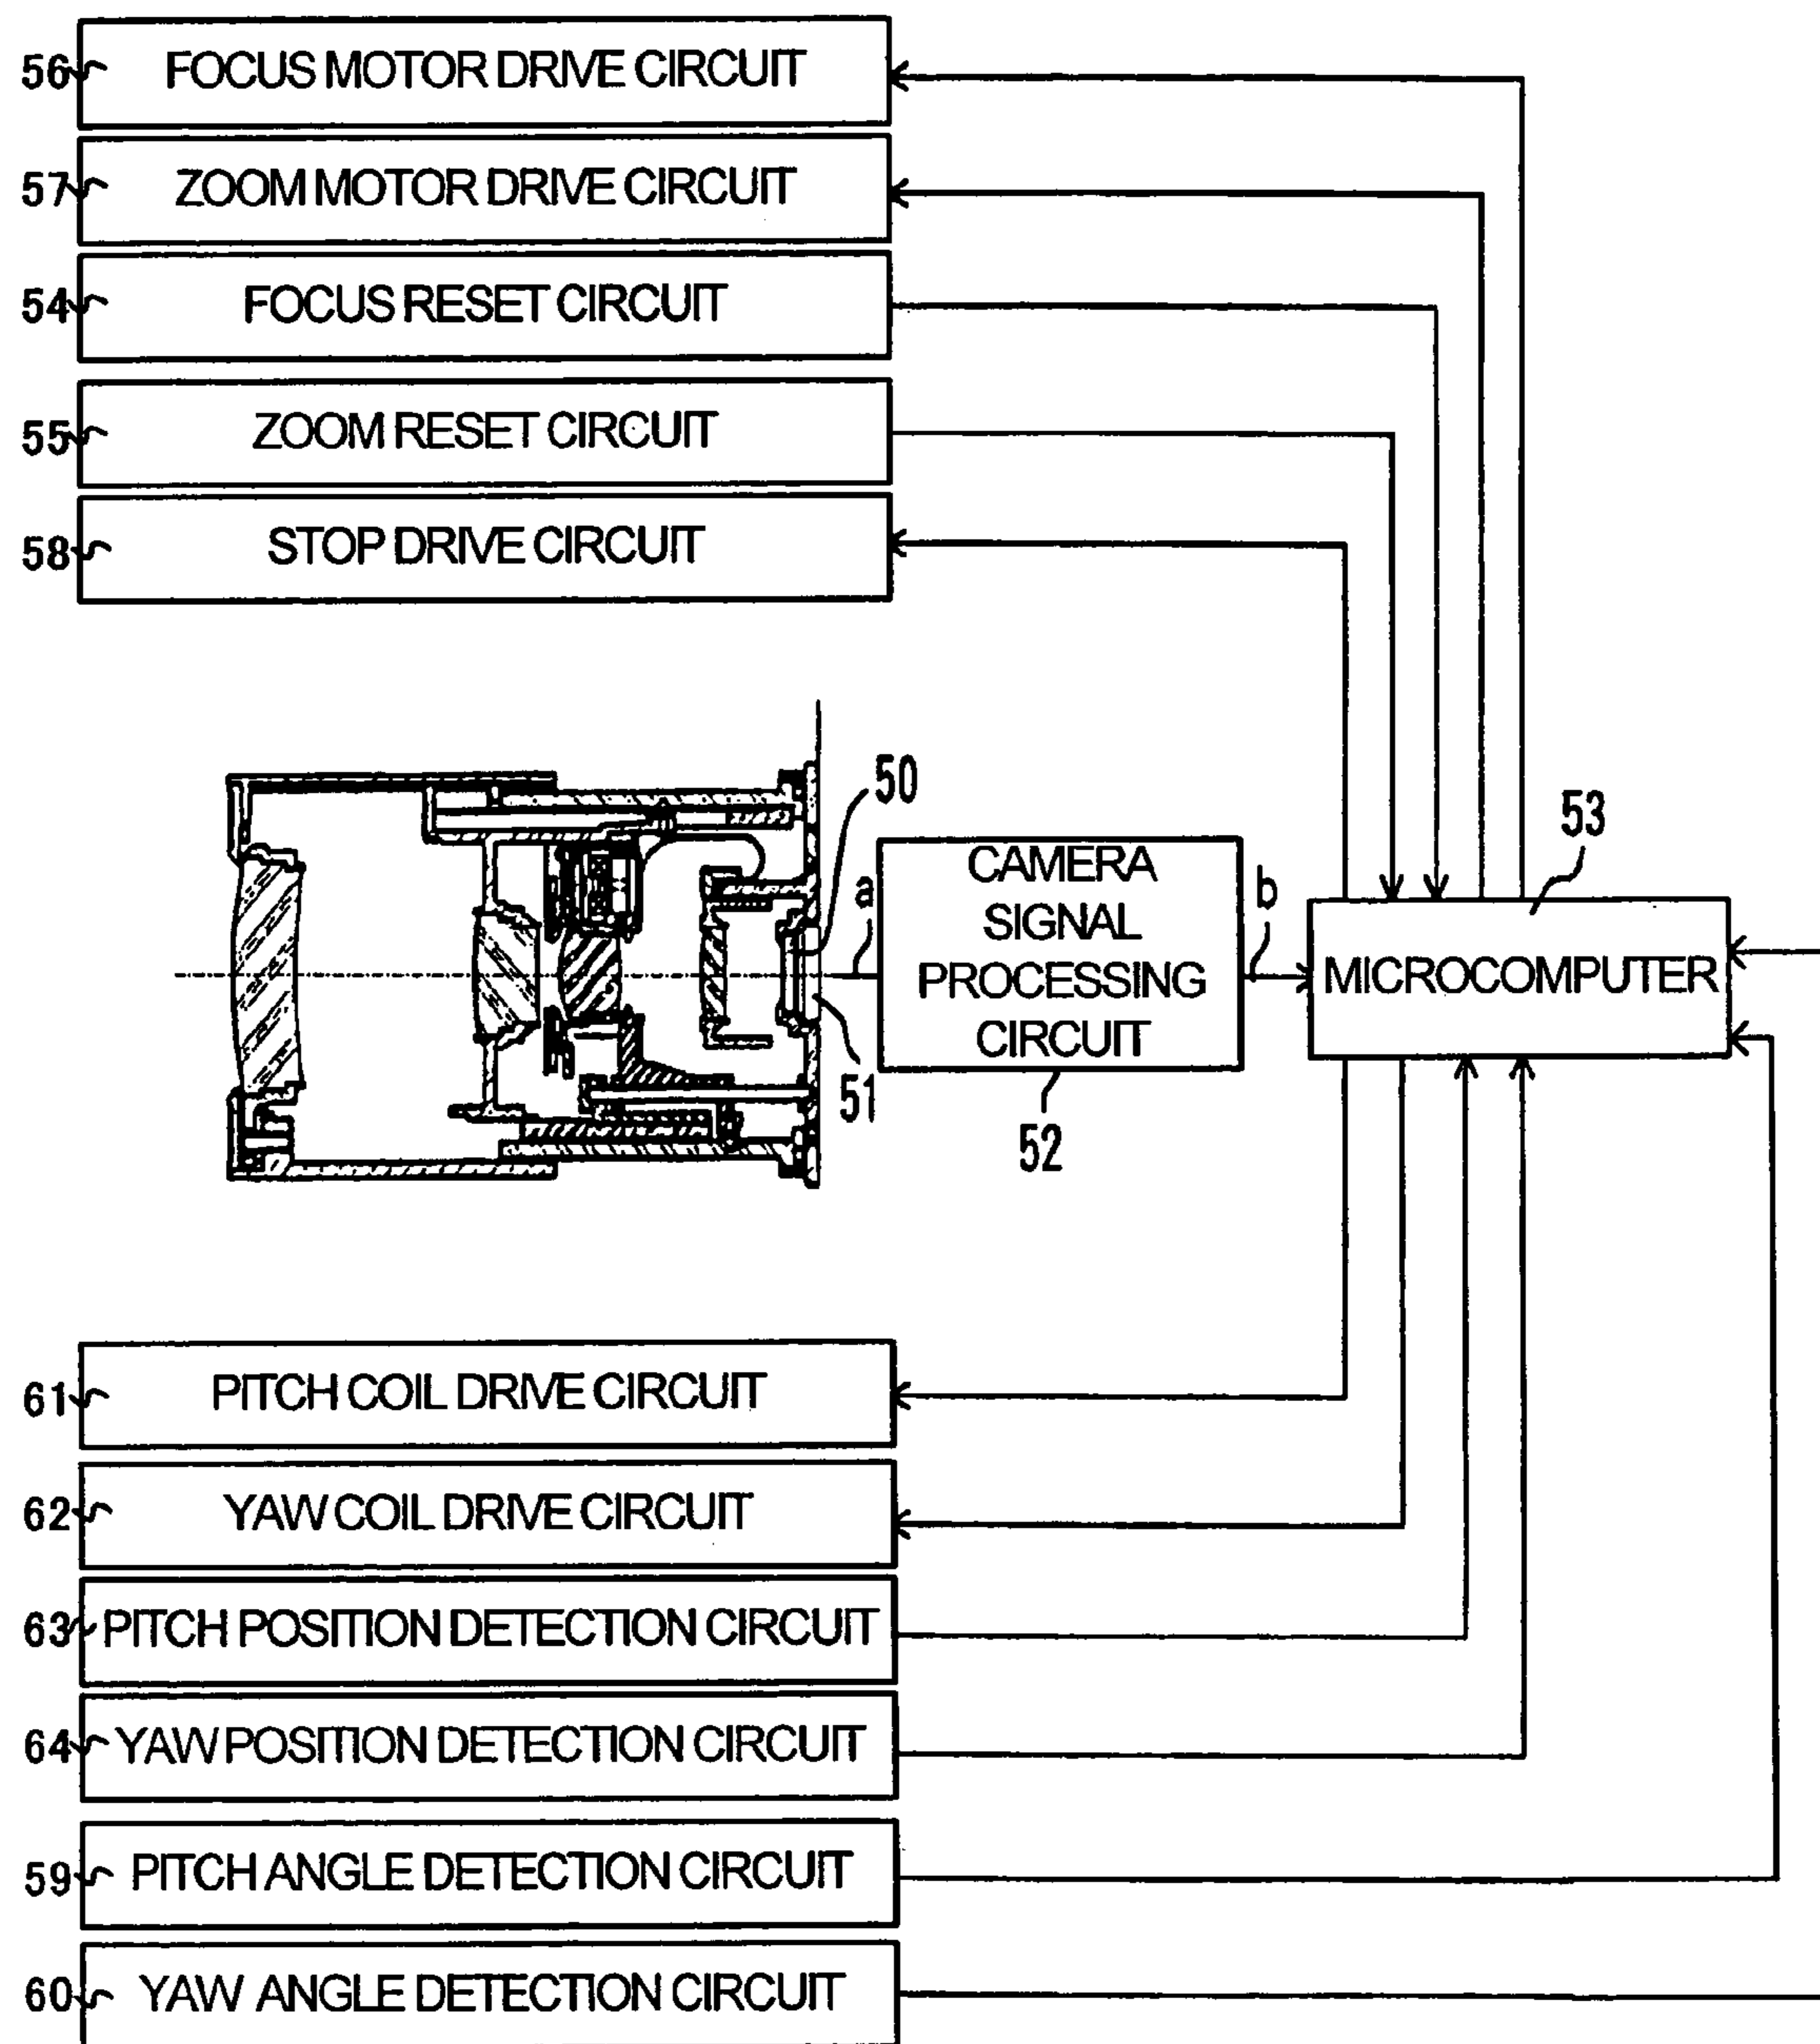 56 FOCUS MOTOR DRIVE CIRCUIT
57 ZOOM MOTOR DRIVE CIRCUIT
54 FOCUS RESET CIRCUIT
55 ZOOM RESET CIRCUIT
58 STOP DRIVE CIRCUIT
50
51
a
CAMERA
SIGNAL
PROCESSING
CIRCUIT
52
b
53
MICROCOMPUTER
61 PITCH COIL DRIVE CIRCUIT
62 YAW COIL DRIVE CIRCUIT
63 PITCH POSITION DETECTION CIRCUIT
64 YAW POSITION DETECTION CIRCUIT
59 PITCH ANGLE DETECTION CIRCUIT
60 YAW ANGLE DETECTION CIRCUIT